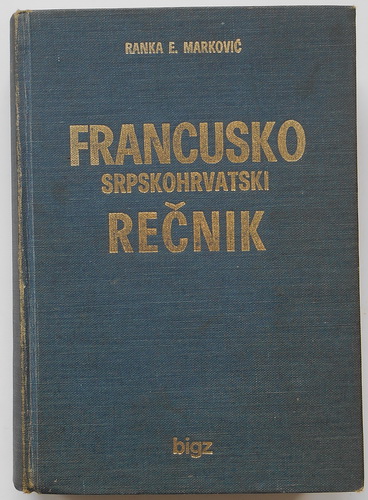 RANKA E. MARKOVIĆ
FRANCUSKO
SRPSKOHRVATSKI
REČNIK
bigz